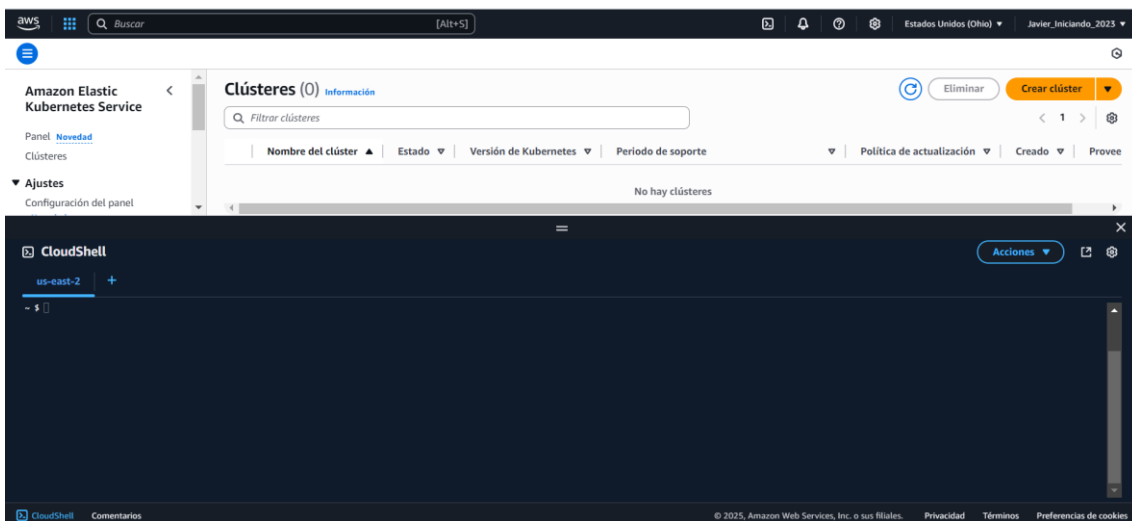 aws Buscar [Alt+S] Estados Unidos (Ohio) Javier_Iniciando_2023
Amazon Elastic
Kubernetes Service
Panel Novedad
Clústeres
Ajustes
Configuración del panel
Clústeres (0) Información
Eliminar Crear clúster
Filtrar clústeres
1
Nombre del clúster Estado Versión de Kubernetes Periodo de soporte Política de actualización Creado Provee
No hay clústeres
CloudShell
Acciones
us-east-2 +
~ $
CloudShell Comentarios © 2025, Amazon Web Services, Inc. o sus filiales. Privacidad Términos Preferencias de cookies